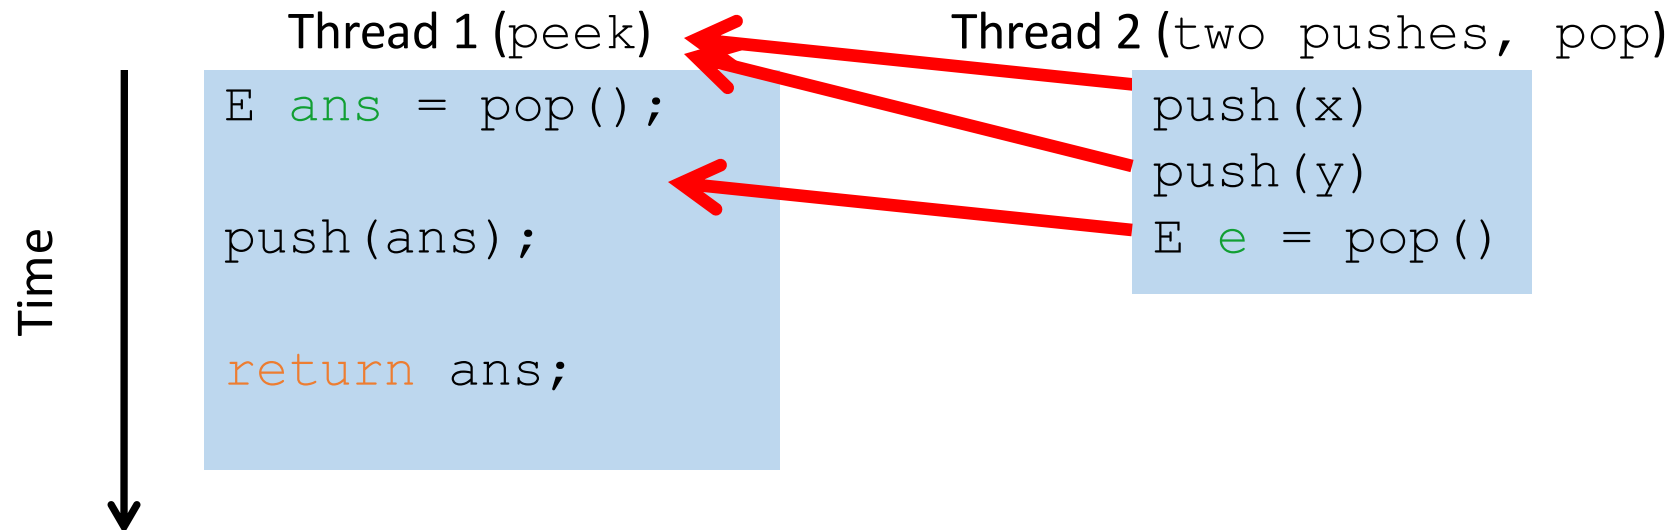 Thread 1 (peek)
Thread 2 (two pushes, pop)
Time
E ans = pop();
push(ans);
return ans;
push(x)
push(y)
E e = pop()